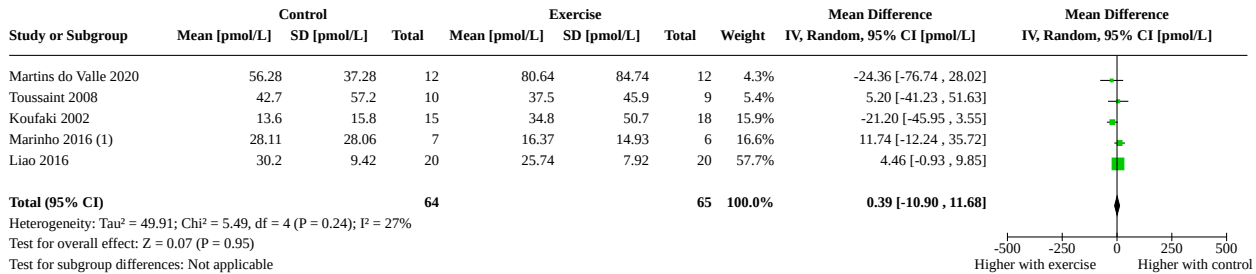 Control Exercise Mean Difference Mean Difference
Study or Subgroup Mean [pmol/L] SD [pmol/L] Total Mean [pmol/L] SD [pmol/L] Total Weight IV, Random, 95% CI [pmol/L] IV, Random, 95% CI [pmol/L]
Martins do Valle 2020 56.28 37.28 12 80.64 84.74 12 4.3% -24.36 [-76.74 , 28.02]
Toussaint 2008 42.7 57.2 10 37.5 45.9 9 5.4% 5.20 [-41.23 , 51.63]
Koufaki 2002 13.6 15.8 15 34.8 50.7 18 15.9% -21.20 [-45.95 , 3.55]
Marinho 2016 (1) 28.11 28.06 7 16.37 14.93 6 16.6% 11.74 [-12.24 , 35.72]
Liao 2016 30.2 9.42 20 25.74 7.92 20 57.7% 4.46 [-0.93 , 9.85]
Total (95% CI) 64 65 100.0% 0.39 [-10.90 , 11.68]
Heterogeneity: Tau² = 49.91; Chi² = 5.49, df = 4 (P = 0.24); I² = 27%
Test for overall effect: Z = 0.07 (P = 0.95) -500 -250 0 250 500
Test for subgroup differences: Not applicable Higher with exercise Higher with control